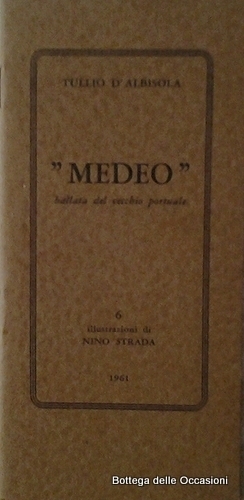 TULLIO D'ALBISOLA
"MEDEO"
ballata del vecchio portuale
6
illustrazioni di
NINO STRADA
1961
Bottega delle Occasioni